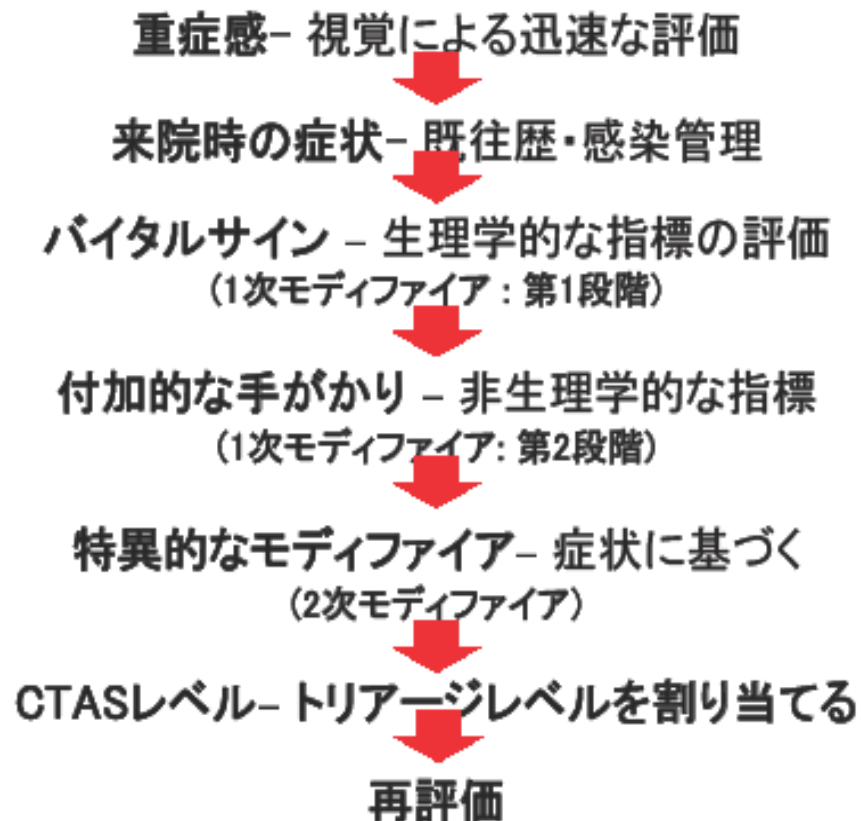 重症感– 視覚による迅速な評価
来院時の症状– 既往歴・感染管理
バイタルサイン – 生理学的な指標の評価
(1次モディファイア : 第1段階)
付加的な手がかり – 非生理学的な指標
(1次モディファイア: 第2段階)
特異的なモディファイア– 症状に基づく
(2次モディファイア)
CTASレベル– トリアージレベルを割り当てる
再評価